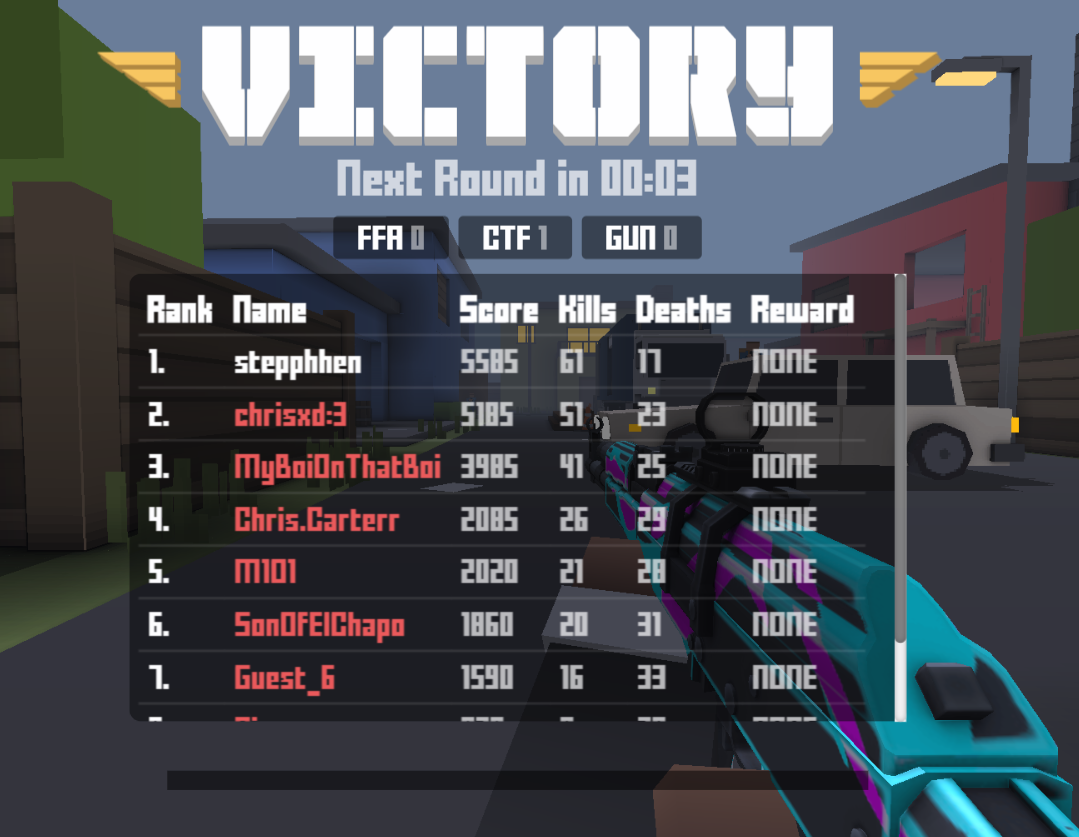 VICTORY
Next Round in 00:03
FFA 0 CTF 1 GUN 0
Rank Name Score Kills Deaths Reward
1. stepphhen 5585 61 17 NONE
2. chrisxd:3 5185 51 23 NONE
3. MyBoiOnThatBoi 3985 41 25 NONE
4. Chris.Carterr 2085 26 29 NONE
5. M101 2020 21 28 NONE
6. SonOfElChapo 1860 20 31 NONE
7. Guest_6 1590 16 33 NONE